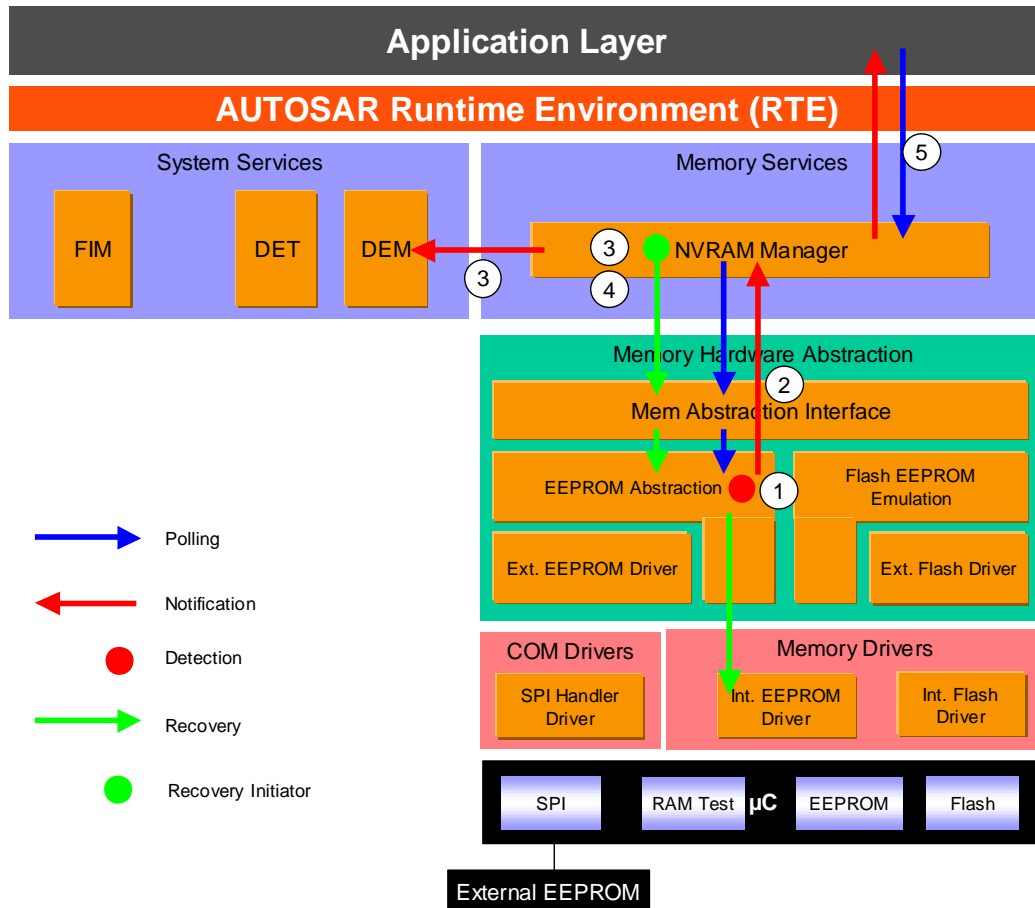 Application Layer
AUTOSAR Runtime Environment (RTE)
System Services
Memory Services
5
FIM
DET
DEM
3
3
NVRAM Manager
4
Memory Hardware Abstraction
2
Mem Abstraction Interface
EEPROM Abstraction
1
Flash EEPROM
Emulation
Ext. EEPROM Driver
Ext. Flash Driver
COM Drivers
Memory Drivers
SPI Handler
Driver
Int. EEPROM
Driver
Int. Flash
Driver
SPI
RAM Test
µC
EEPROM
Flash
External EEPROM
Polling
Notification
Detection
Recovery
Recovery Initiator